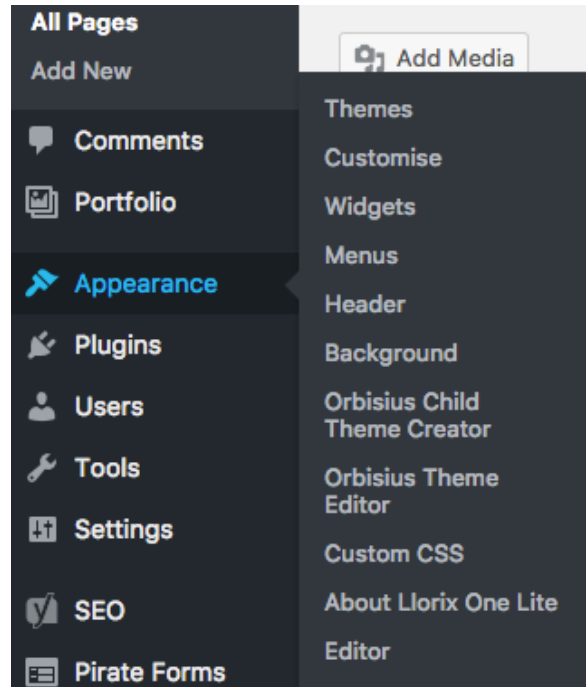 All Pages
Add New
Comments
Portfolio
Appearance
Plugins
Users
Tools
Settings
SEO
Pirate Forms
Add Media
Themes
Customise
Widgets
Menus
Header
Background
Orbisius Child
Theme Creator
Orbisius Theme
Editor
Custom CSS
About Llorix One Lite
Editor